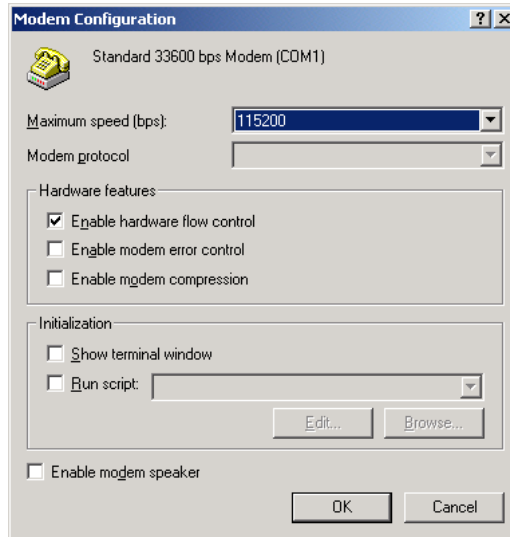 Modem Configuration
Standard 33600 bps Modem (COM1)
Maximum speed (bps): 115200
Modem protocol
Hardware features
Enable hardware flow control
Enable modem error control
Enable modem compression
Initialization
Show terminal window
Run script:
Edit... Browse...
Enable modem speaker
OK Cancel